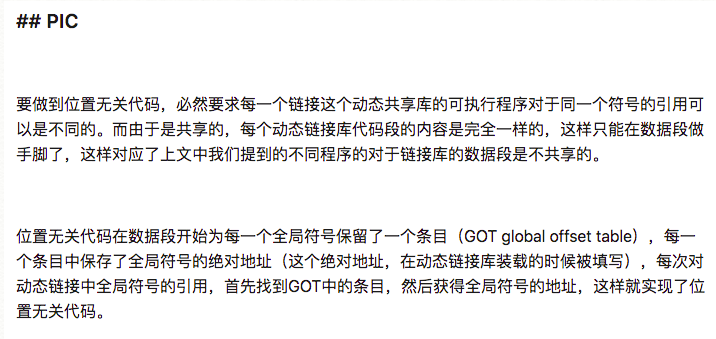 ## PIC
要做到位置无关代码，必然要求每一个链接这个动态共享库的可执行程序对于同一个符号的引用可
以是不同的。而由于是共享的，每个动态链接库代码段的内容是完全一样的，这样只能在数据段做
手脚了，这样对应了上文中我们提到的不同程序的对于链接库的数据段是不共享的。
位置无关代码在数据段开始为每一个全局符号保留了一个条目（GOT global offset table），每一
个条目中保存了全局符号的绝对地址（这个绝对地址，在动态链接库装载的时候被填写），每次对
动态链接中全局符号的引用，首先找到GOT中的条目，然后获得全局符号的地址，这样就实现了位
置无关代码。